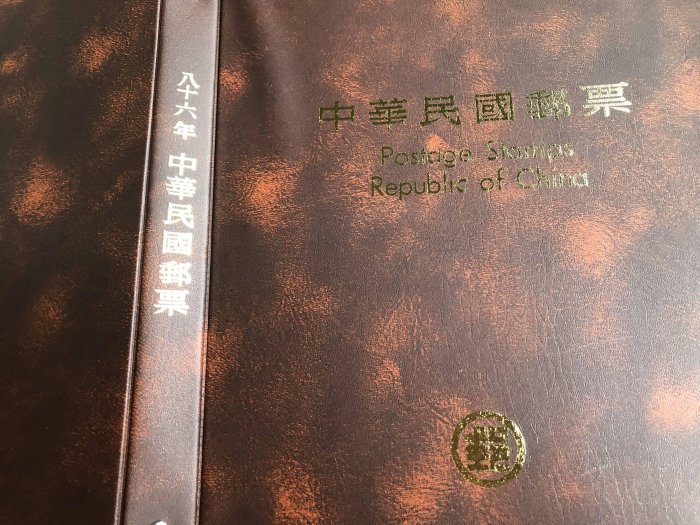 八十六年 中華民國郵票
中華民國郵票
Postage Stamps
Republic of China